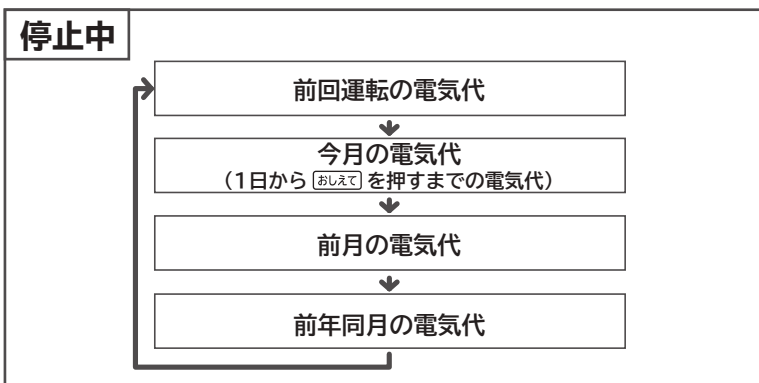 停止中
前回運転の電気代
今月の電気代
（1日から おしえて を押すまでの電気代）
前月の電気代
前年同月の電気代